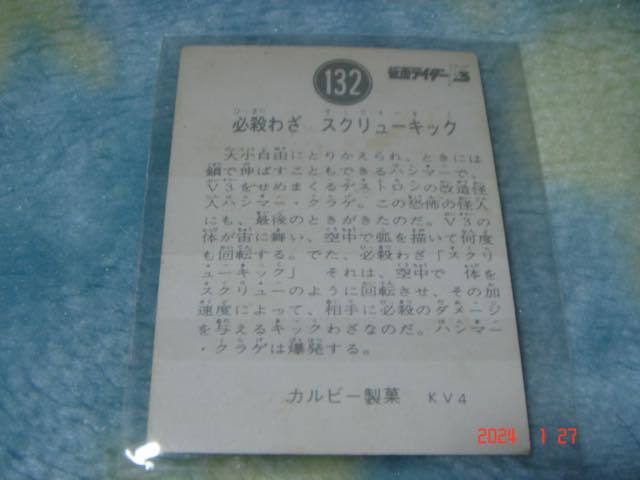 132
仮面ライダー V3
必殺わざ スクリューキック
大小自由にとりかえられ、ときには
鎖で伸ばすこともできるハンマーで、
V3をせめまくるデストロンの改造怪
人ハンマー・クラゲ。この恐怖の怪人
にも、最後のときがきたのだ。V3の
体が宙に舞い、空中で弧を描いて何度
も回転する。でた、必殺わざ「スクリ
ューキック」 それは、空中で 体を
スクリューのように回転させ、その加
速度によって、相手に必殺のダメージ
を与えるキックわざなのだ。ハンマー
・クラゲは爆発する。
カルビー製菓 KV4
2024 1 27